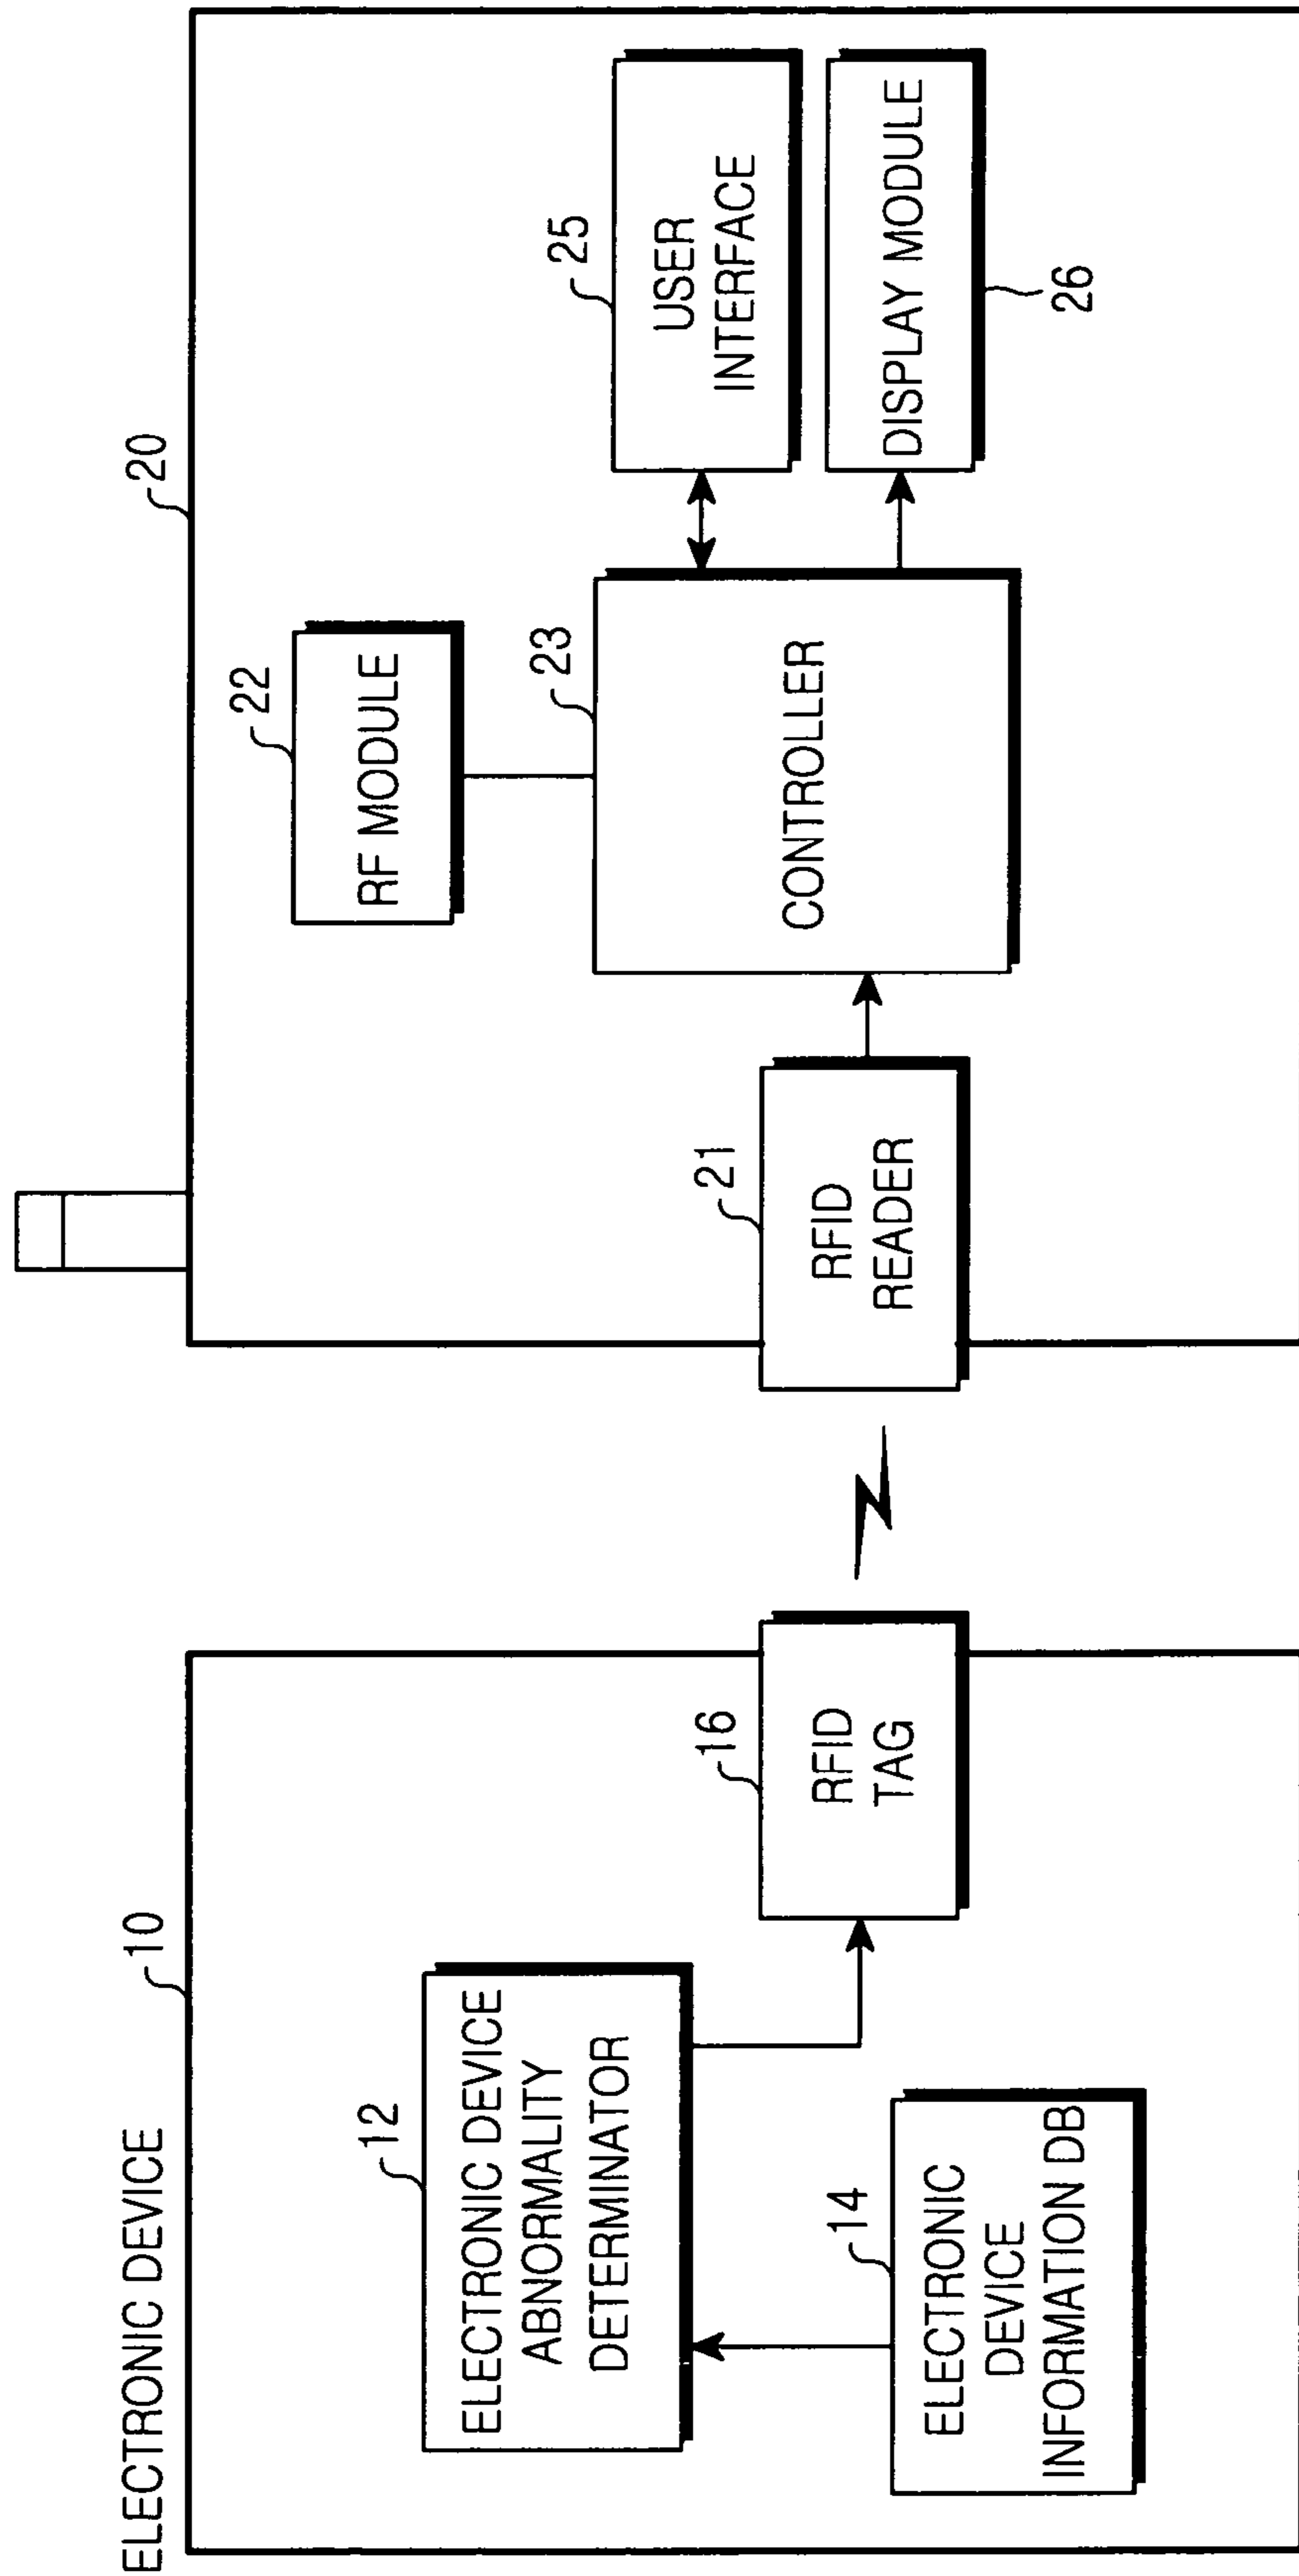 ELECTRONIC DEVICE
10
12
ELECTRONIC DEVICE
ABNORMALITY
DETERMINATOR
14
ELECTRONIC
DEVICE
INFORMATION DB
16
RFID
TAG
20
21
RFID
READER
22
RF MODULE
23
CONTROLLER
25
USER
INTERFACE
DISPLAY MODULE
26